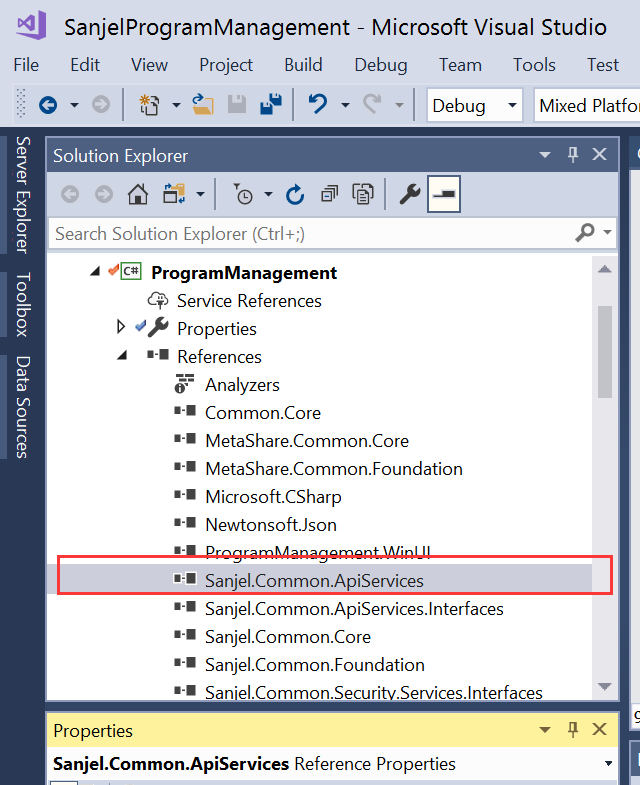 SanjelProgramManagement - Microsoft Visual Studio
File Edit View Project Build Debug Team Tools Test
Debug Mixed Platfo
Server Explorer
Toolbox
Data Sources
Solution Explorer
Search Solution Explorer (Ctrl+;)
C# ProgramManagement
Service References
Properties
References
Analyzers
Common.Core
MetaShare.Common.Core
MetaShare.Common.Foundation
Microsoft.CSharp
Newtonsoft.Json
ProgramManagement.WinUI
Sanjel.Common.ApiServices
Sanjel.Common.ApiServices.Interfaces
Sanjel.Common.Core
Sanjel.Common.Foundation
Sanjel.Common.Security.Services.Interfaces
Properties
Sanjel.Common.ApiServices Reference Properties